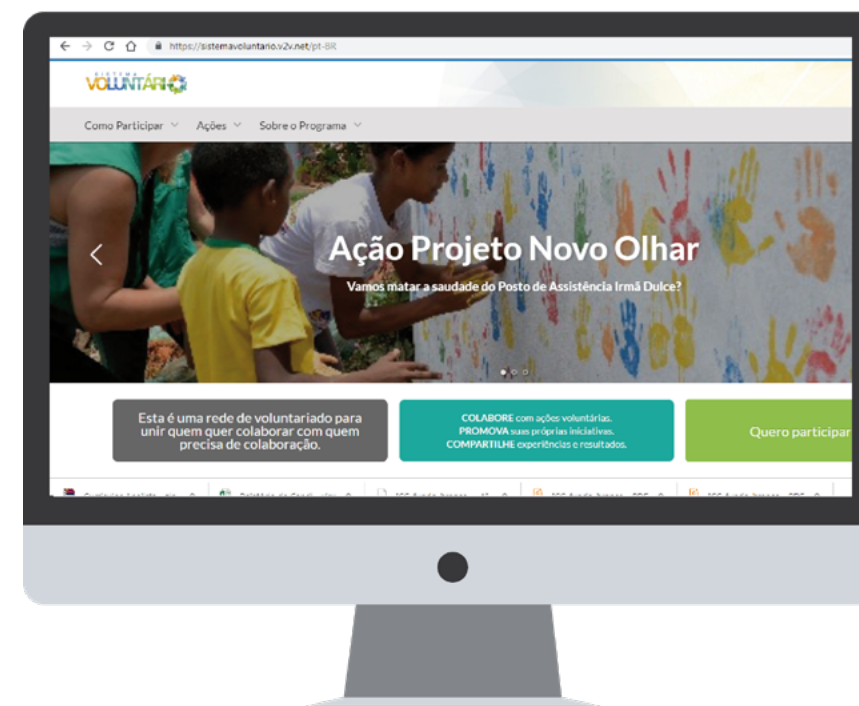 https://sistemavoluntario.v2v.net/pt-BR
SISTEMA
VOLUNTÁRIO
Como Participar Ações Sobre o Programa
Ação Projeto Novo Olhar
Vamos matar a saudade do Posto de Assistência Irmã Dulce?
Esta é uma rede de voluntariado para
unir quem quer colaborar com quem
precisa de colaboração.
COLABORE com ações voluntárias.
PROMOVA suas próprias iniciativas.
COMPARTILHE experiências e resultados.
Quero participar